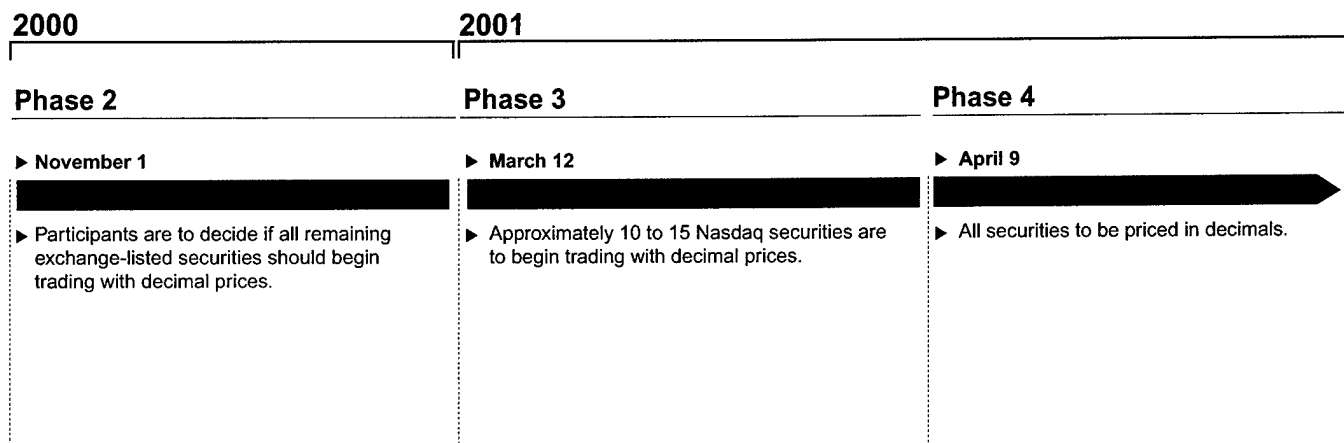 2000
2001
Phase 2
Phase 3
Phase 4
▶ November 1
▶ March 12
▶ April 9
▶ Participants are to decide if all remaining
exchange-listed securities should begin
trading with decimal prices.
▶ Approximately 10 to 15 Nasdaq securities are
to begin trading with decimal prices.
▶ All securities to be priced in decimals.